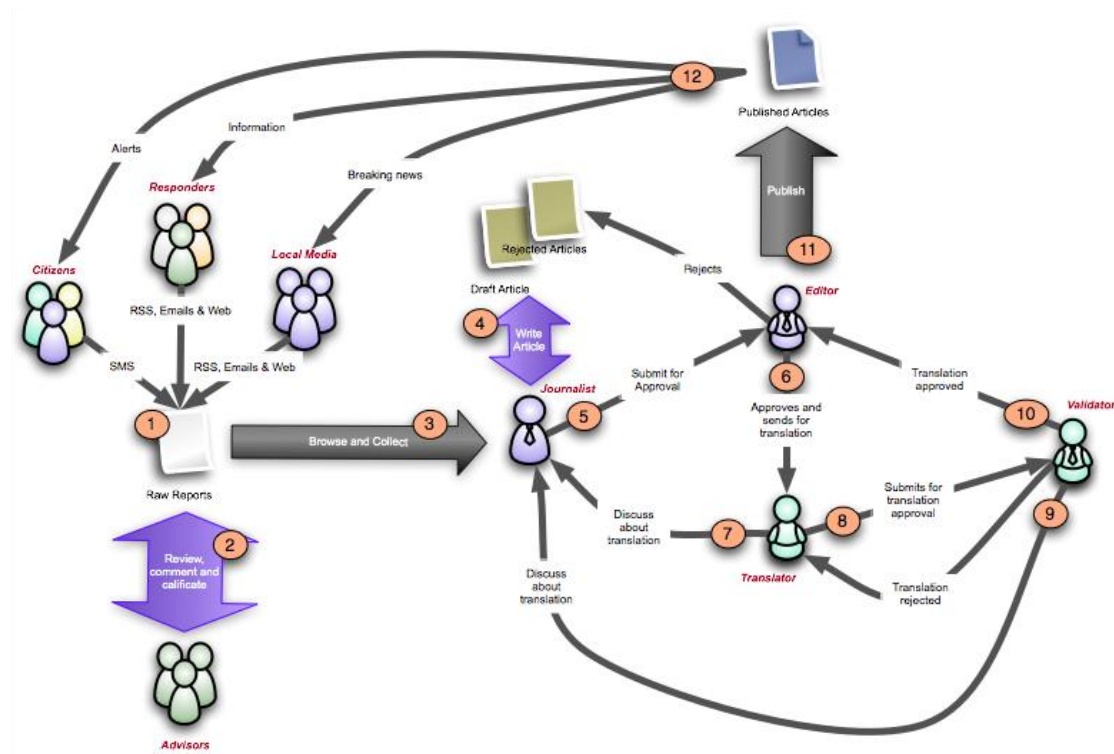 12
Published Articles
Information
Alerts
Breaking news
Responders
Publish
11
Citizens
Local Media
Rejected Articles
Rejects
Draft Article
Editor
RSS, Emails & Web
4
Write
Article
SMS
RSS, Emails & Web
Journalist
Submit for
Approval
6
Translation
approved
Validator
1
3
Browse and Collect
5
Approves and
sends for
translation
10
Raw Reports
Submits for
translation
approval
Discuss
about
translation
7
8
9
2
Review,
comment and
calificate
Discuss
about
translation
Translator
Translation
rejected
Advisors